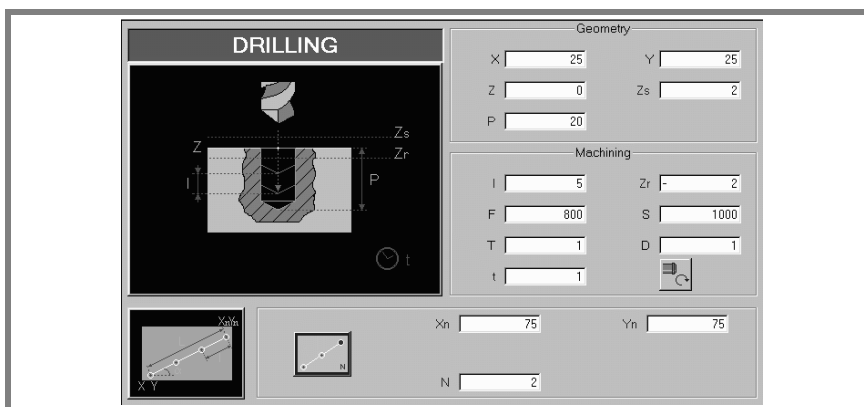 DRILLING
Zs
Z
Zr
I
P
t
Geometry
X 25 Y 25
Z 0 Zs 2
P 20
Machining
I 5 Zr - 2
F 800 S 1000
T 1 D 1
t 1
XnYn
X Y
N
Xn 75 Yn 75
N 2